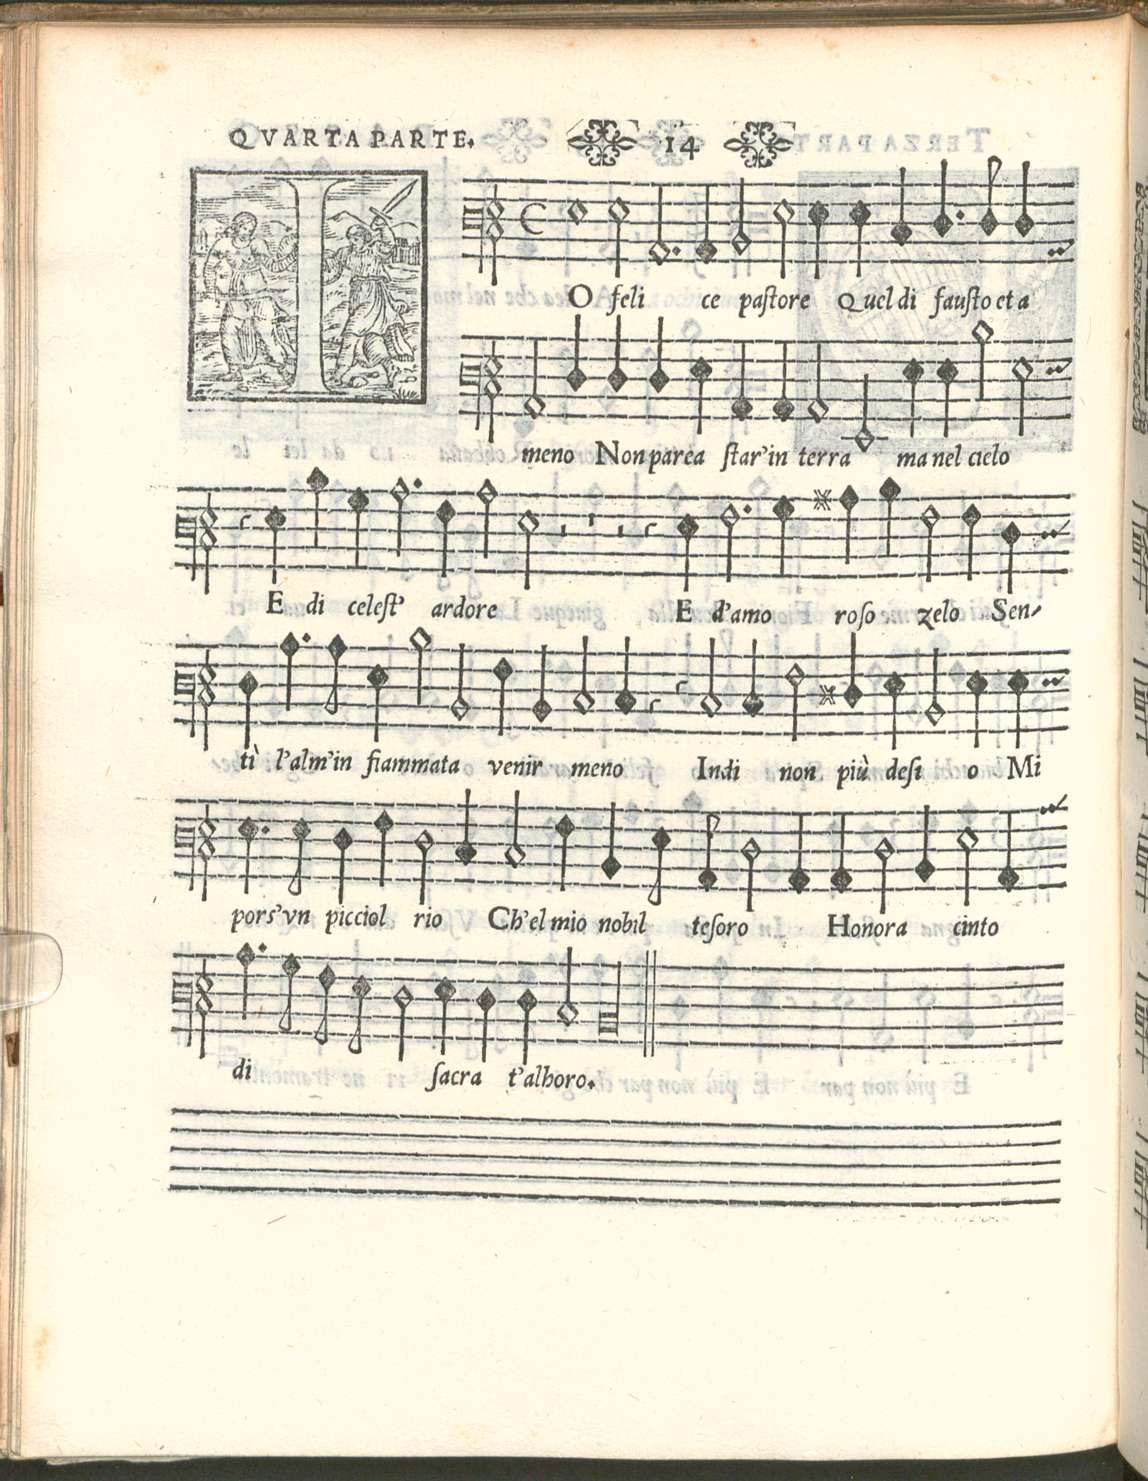 QVARTA PARTE. 14
I
O feli ce paſtore Quel di fauſto et a
meno Non parea ſtar'in terra ma nel cielo
E di celeſt' ardore E d'amo roſo zelo Sen-
tì l'alm'in fiammata venir meno Indi non più deſi o Mi
pors'vn picciol rio Ch'el mio nobil teſoro Honora cinto
di ſacra t'alhoro.